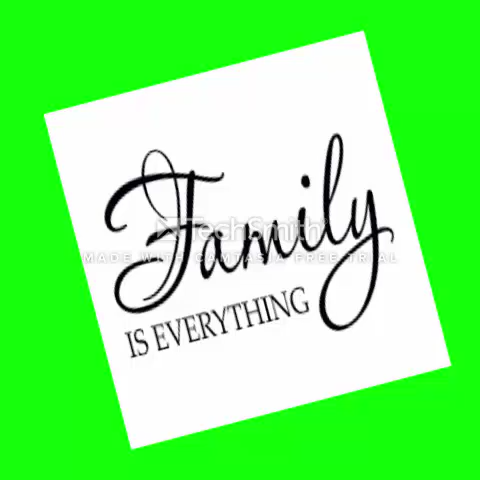 Family
IS EVERYTHING
TechSmith
MADE WITH CAMTASIA FREE TRIAL